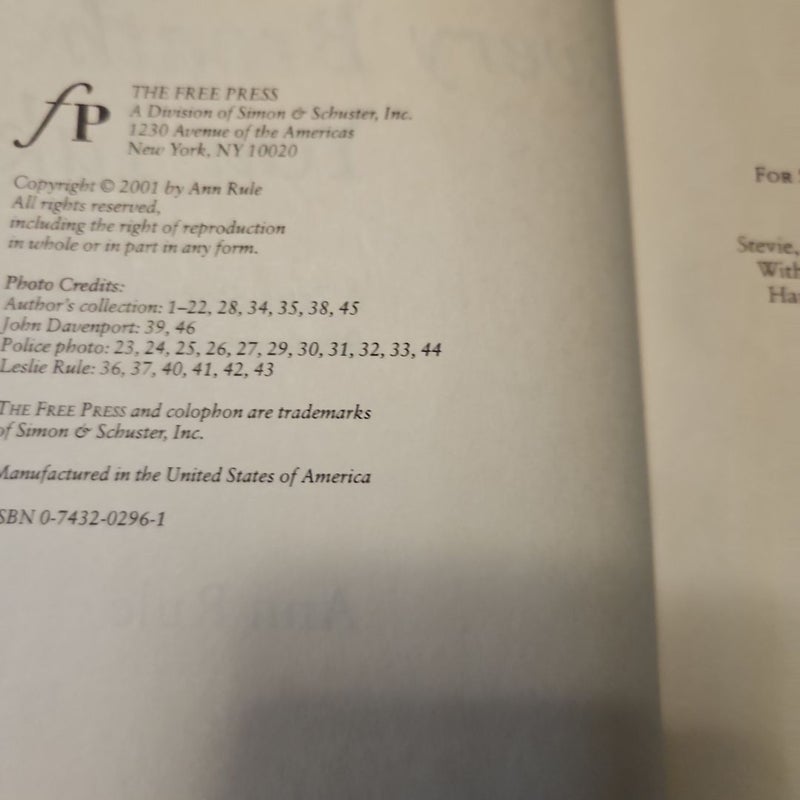 fP
THE FREE PRESS
A Division of Simon & Schuster, Inc.
1230 Avenue of the Americas
New York, NY 10020
Copyright © 2001 by Ann Rule
All rights reserved,
including the right of reproduction
in whole or in part in any form.
Photo Credits:
Author's collection: 1–22, 28, 34, 35, 38, 45
John Davenport: 39, 46
Police photo: 23, 24, 25, 26, 27, 29, 30, 31, 32, 33, 44
Leslie Rule: 36, 37, 40, 41, 42, 43
THE FREE PRESS and colophon are trademarks
of Simon & Schuster, Inc.
Manufactured in the United States of America
SBN 0-7432-0296-1
Ann Rule
FOR
Stevie,
With